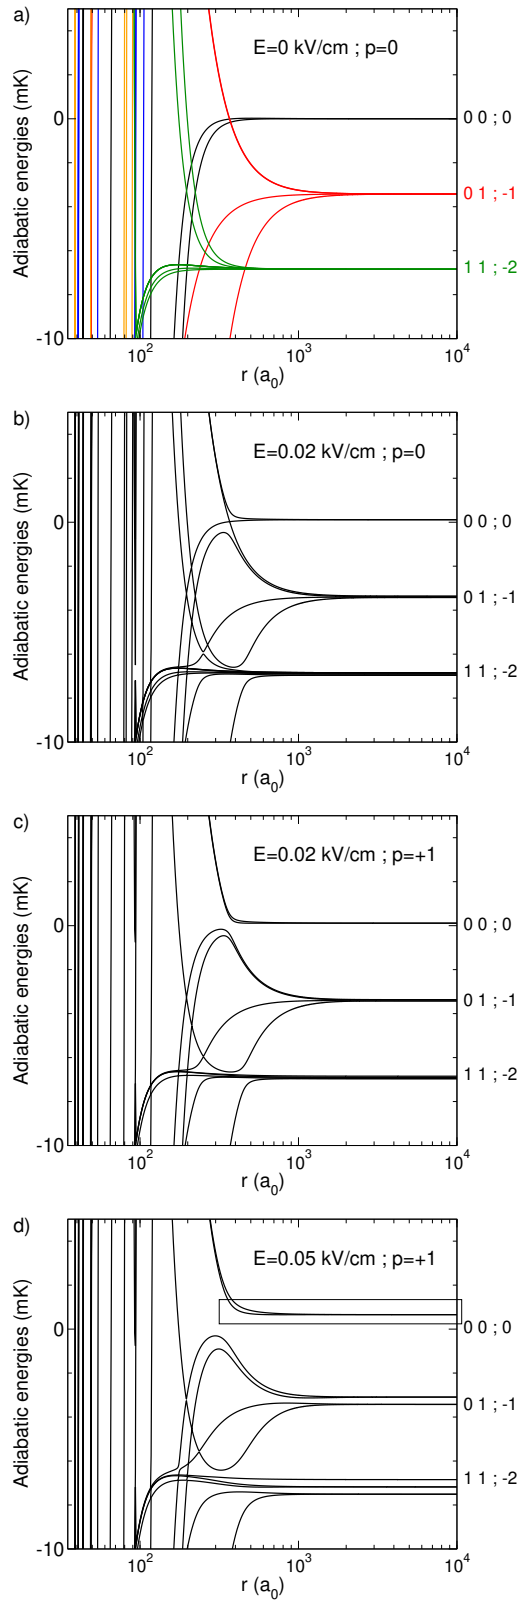 a)
E=0 kV/cm ; p=0
Adiabatic energies (mK)
0
-10
0 0 ; 0
0 1 ; -1
1 1 ; -2
10²
10³
10⁴
r (a₀)
b)
E=0.02 kV/cm ; p=0
Adiabatic energies (mK)
0
-10
0 0 ; 0
0 1 ; -1
1 1 ; -2
10²
10³
10⁴
r (a₀)
c)
E=0.02 kV/cm ; p=+1
Adiabatic energies (mK)
0
-10
0 0 ; 0
0 1 ; -1
1 1 ; -2
10²
10³
10⁴
r (a₀)
d)
E=0.05 kV/cm ; p=+1
Adiabatic energies (mK)
0
-10
0 0 ; 0
0 1 ; -1
1 1 ; -2
10²
10³
10⁴
r (a₀)